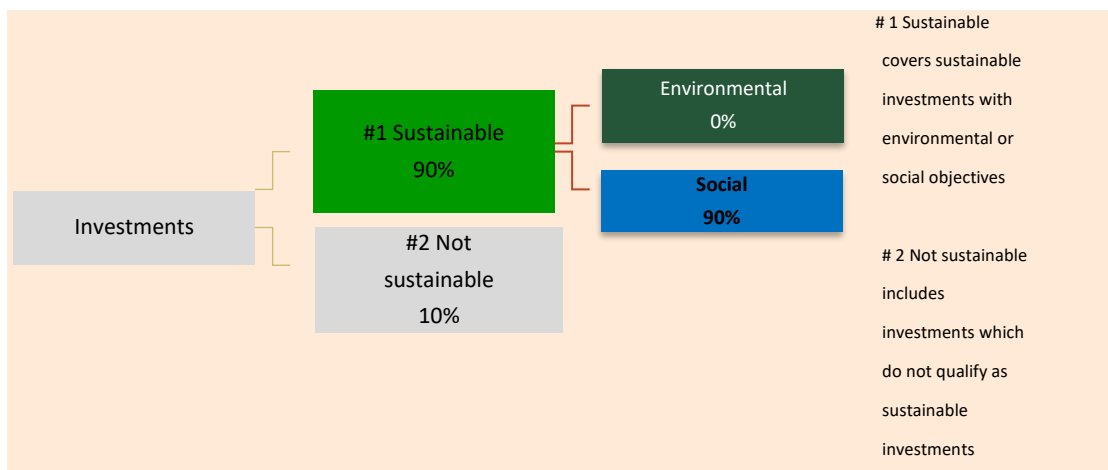 Investments
#1 Sustainable
90%
#2 Not
sustainable
10%
Environmental
0%
Social
90%
# 1 Sustainable
covers sustainable
investments with
environmental or
social objectives
# 2 Not sustainable
includes
investments which
do not qualify as
sustainable
investments